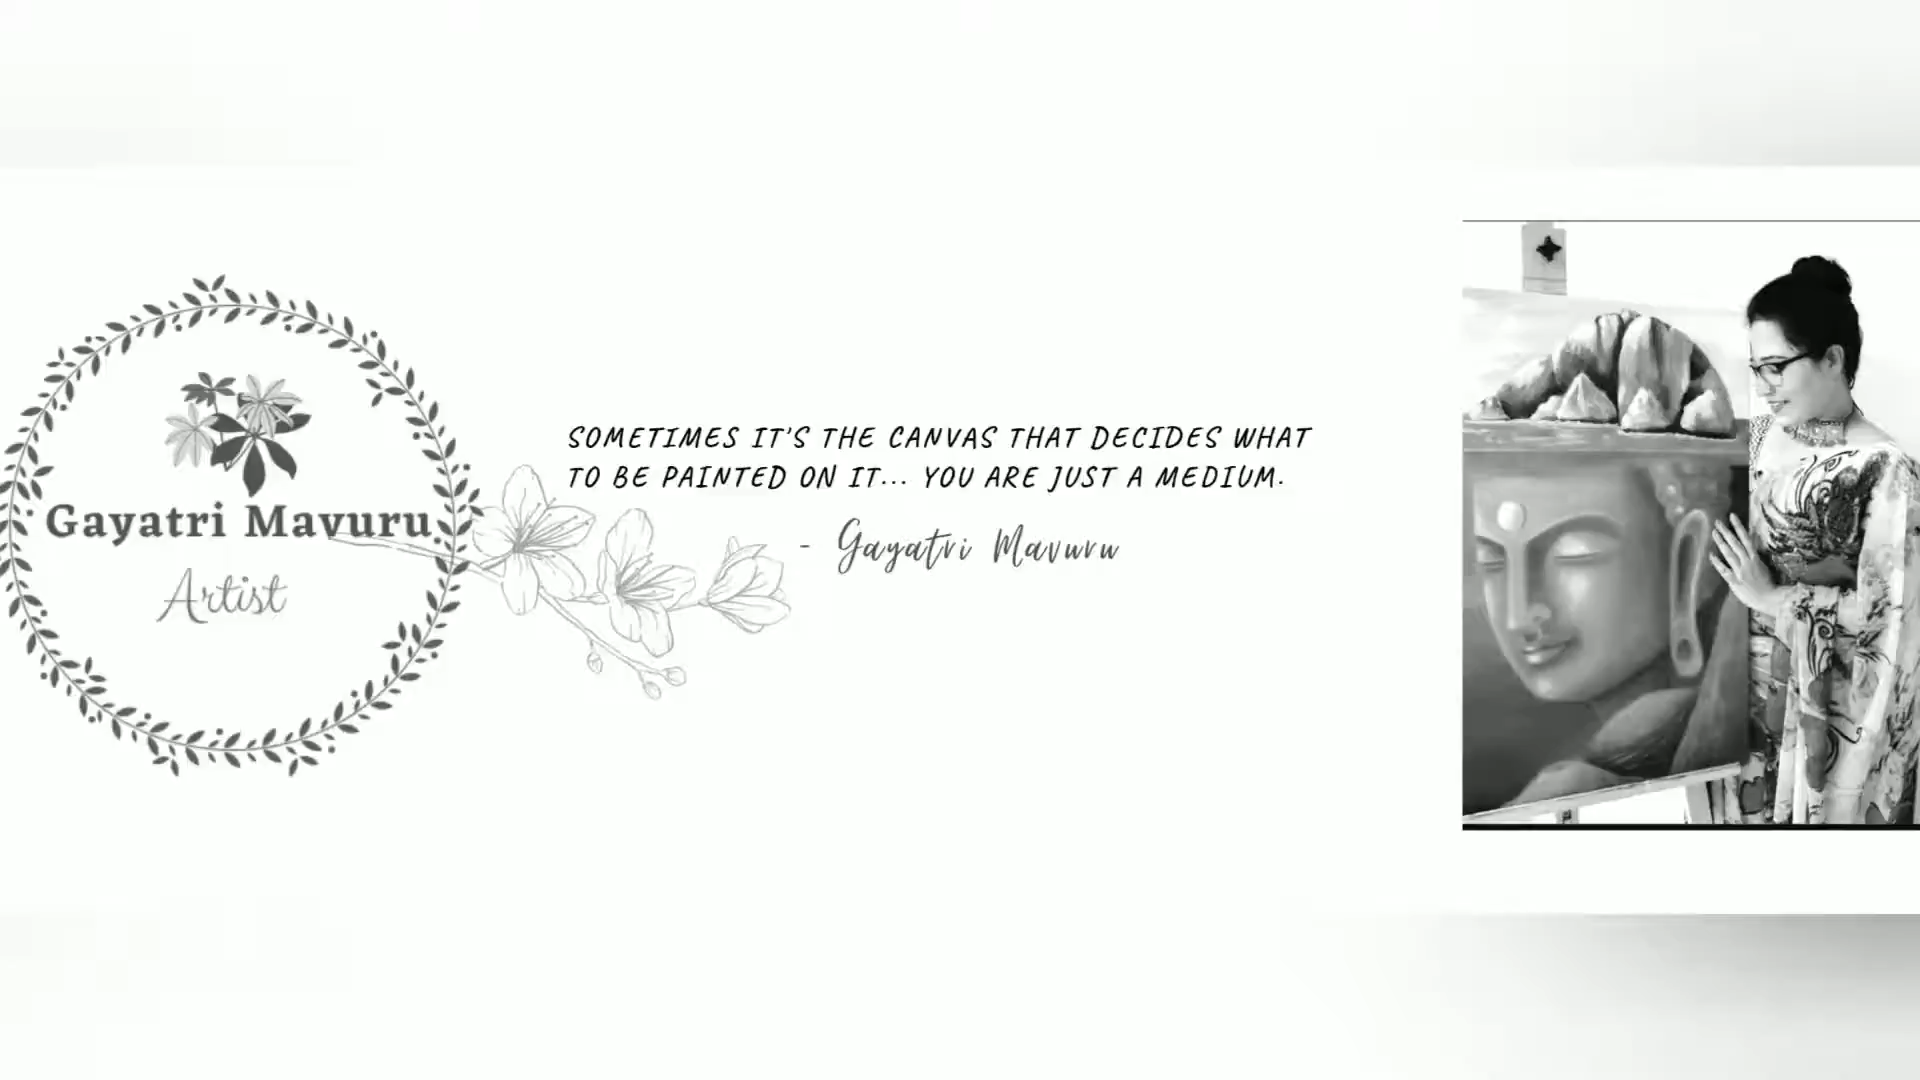 Gayatri Mavuru
Artist
SOMETIMES IT'S THE CANVAS THAT DECIDES WHAT
TO BE PAINTED ON IT... YOU ARE JUST A MEDIUM.
- Gayatri Mavuru